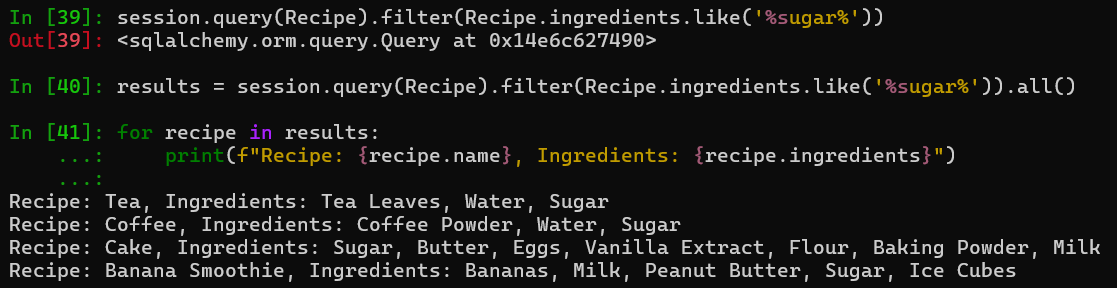 In [39]: session.query(Recipe).filter(Recipe.ingredients.like('%sugar%'))
Out[39]: <sqlalchemy.orm.query.Query at 0x14e6c627490>
In [40]: results = session.query(Recipe).filter(Recipe.ingredients.like('%sugar%')).all()
In [41]: for recipe in results:
    ...:     print(f"Recipe: {recipe.name}, Ingredients: {recipe.ingredients}")
    ...:
Recipe: Tea, Ingredients: Tea Leaves, Water, Sugar
Recipe: Coffee, Ingredients: Coffee Powder, Water, Sugar
Recipe: Cake, Ingredients: Sugar, Butter, Eggs, Vanilla Extract, Flour, Baking Powder, Milk
Recipe: Banana Smoothie, Ingredients: Bananas, Milk, Peanut Butter, Sugar, Ice Cubes